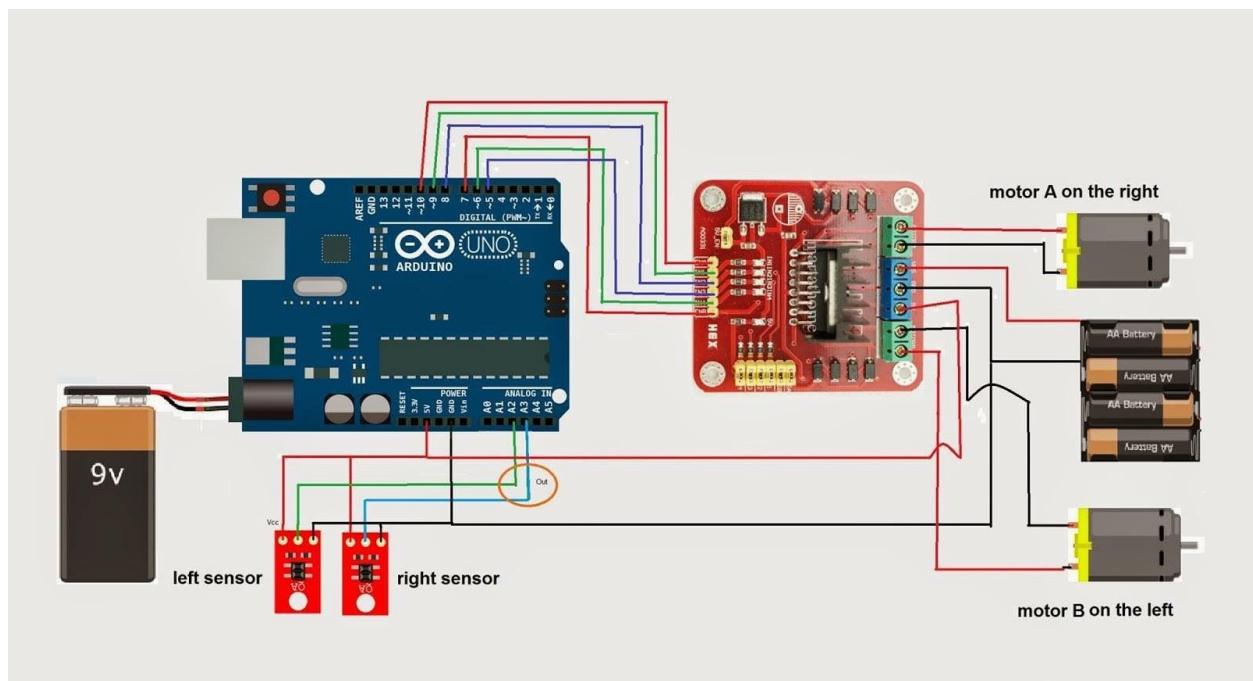 motor A on the right
AREF
GND
13
12
~11
~10
~9
8
7
~6
~5
4
~3
2
TX→1
RX←0
DIGITAL (PWM~)
UNO
ARDUINO
HEX
AA Battery
AA Battery
AA Battery
AA Battery
POWER
ANALOG IN
RESET
3.3V
5V
GND
GND
Vin
A0
A1
A2
A3
A4
A5
9v
Out
Vcc
left sensor
right sensor
motor B on the left